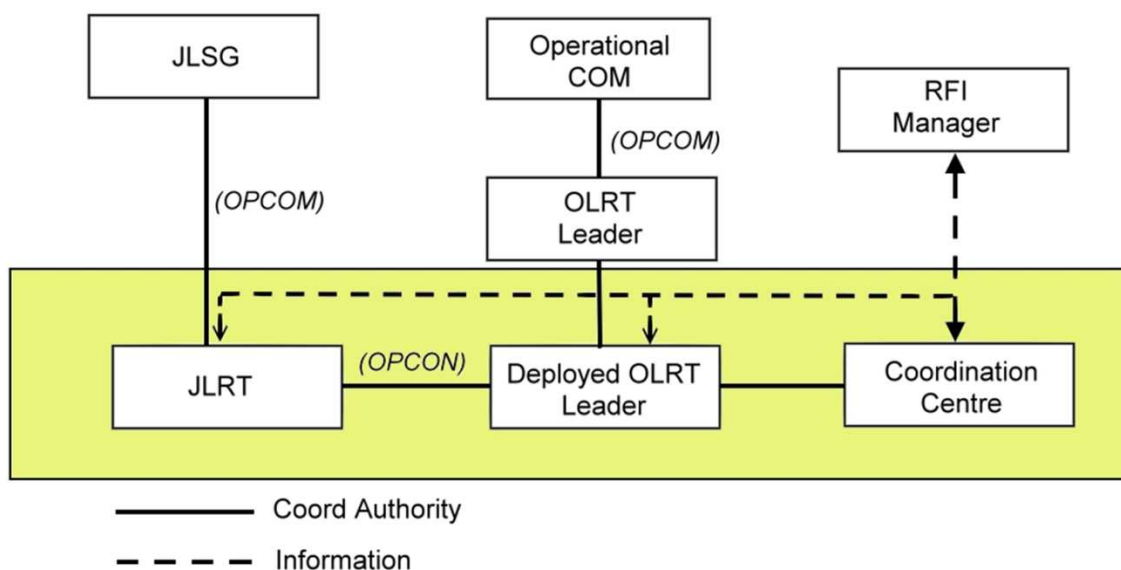 JLSG
Operational
COM
RFI
Manager
(OPCOM)
(OPCOM)
OLRT
Leader
JLRT
(OPCON)
Deployed OLRT
Leader
Coordination
Centre
Coord Authority
Information